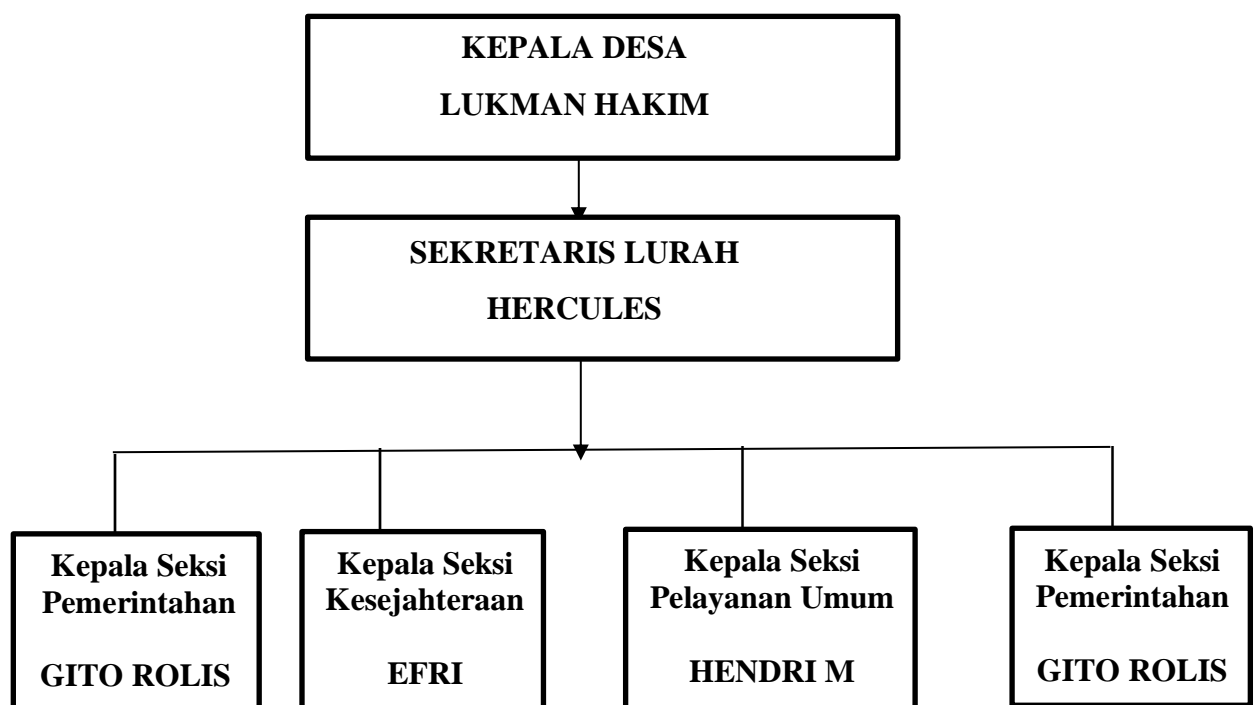 KEPALA DESA
LUKMAN HAKIM
SEKRETARIS LURAH
HERCULES
Kepala Seksi
Pemerintahan
GITO ROLIS
Kepala Seksi
Kesejahteraan
EFRI
Kepala Seksi
Pelayanan Umum
HENDRI M
Kepala Seksi
Pemerintahan
GITO ROLIS